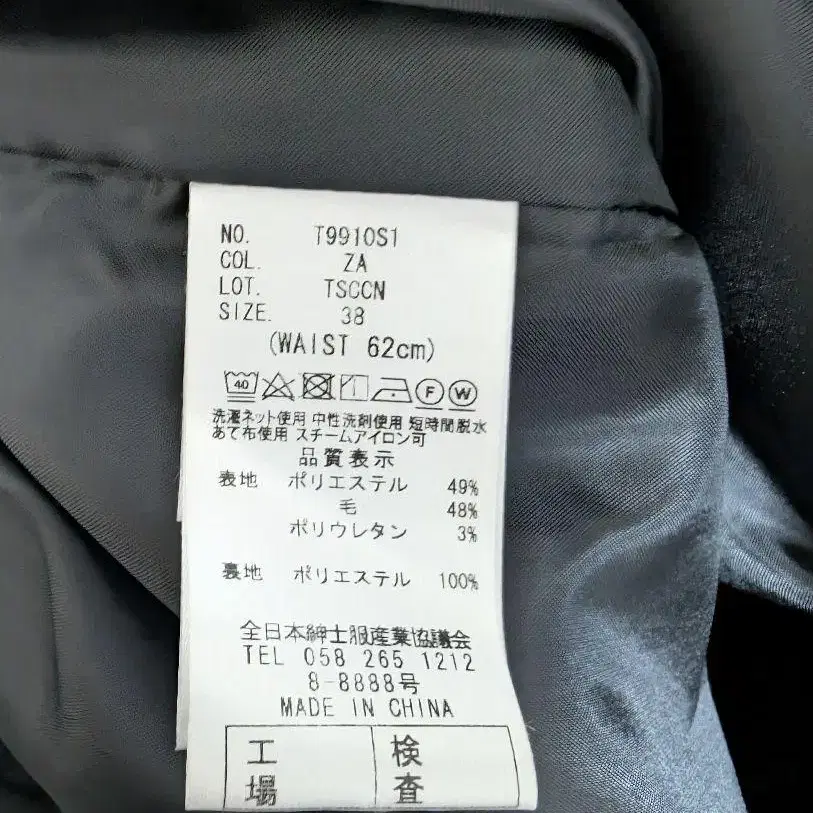 NO. T9910S1
COL. ZA
LOT. TSCCN
SIZE. 38
(WAIST 62cm)
40 F W
洗濯ネット使用 中性洗剤使用 短時間脱水
あて布使用 スチームアイロン可
品質表示
表地 ポリエステル 49%
毛 48%
ポリウレタン 3%
裏地 ポリエステル 100%
全日本紳士服産業協議会
TEL 058 265 1212
8-8888号
MADE IN CHINA
工場 検査